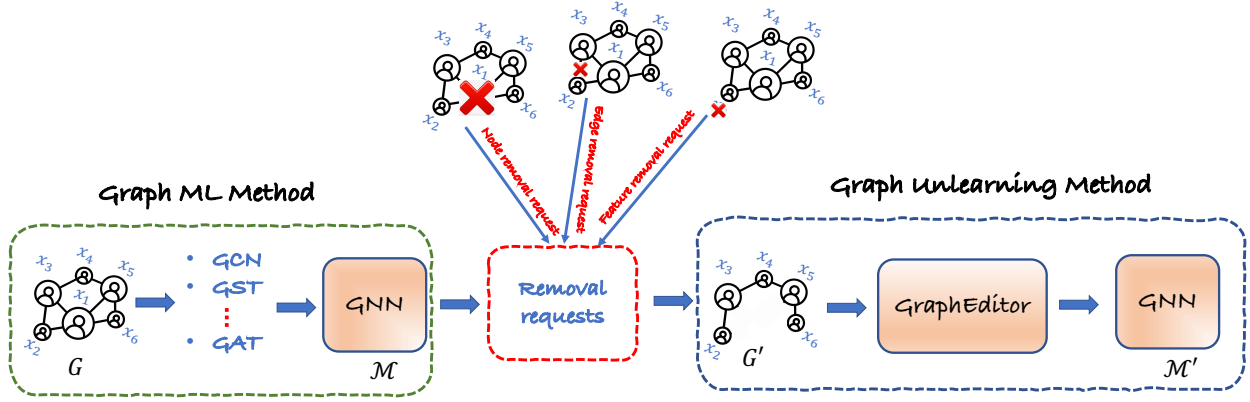 x₃ x₄ x₅
x₁
x₂ x₆
x₃ x₄ x₅
x₁
x₂ x₆
x₃ x₄ x₅
x₁
x₆
Node removal request
Edge removal request
Feature removal request
Graph ML Method
x₃ x₄ x₅
x₁
x₂ x₆
G
• GCN
• GST
• GAT
GNN
ℳ
Removal
requests
Graph Unlearning Method
x₃ x₄ x₅
x₂ x₆
G′
GraphEditor
GNN
ℳ′